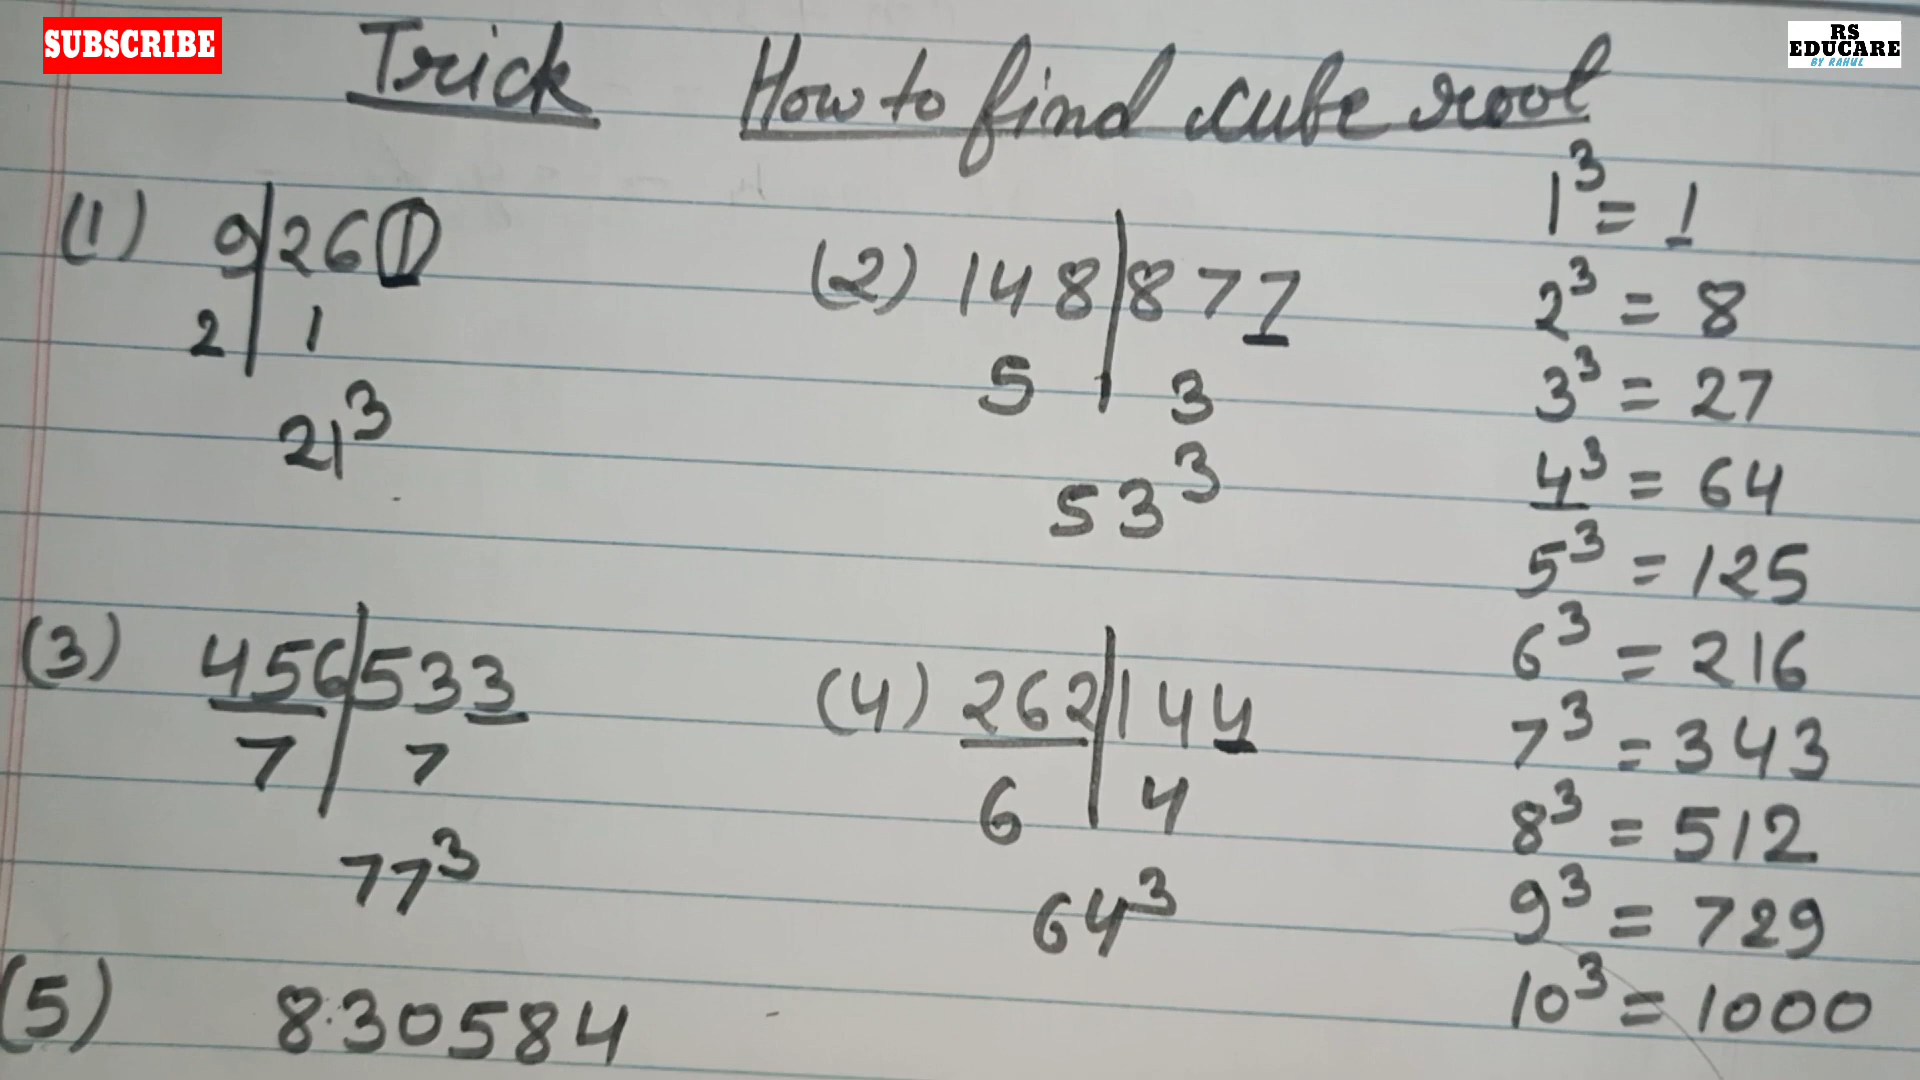 SUBSCRIBE
RS
EDUCARE
BY RAHUL
Trick How to find cube root
(1) 9|261
2|1
21³
(2) 148|877
5|3
53³
(3) 456|533
7|7
77³
(4) 262|144
6|4
64³
(5) 830584
1³ = 1
2³ = 8
3³ = 27
4³ = 64
5³ = 125
6³ = 216
7³ = 343
8³ = 512
9³ = 729
10³ = 1000